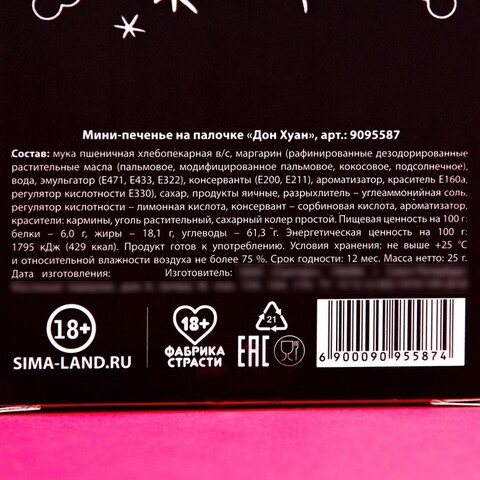 Мини-печенье на палочке «Дон Хуан», арт.: 9095587
Состав: мука пшеничная хлебопекарная в/с, маргарин (рафинированные дезодорированные
растительные масла (пальмовое, модифицированное пальмовое, кокосовое, подсолнечное),
вода, эмульгатор (Е471, Е433, Е322), консерванты (Е200, Е211), ароматизатор, краситель Е160а,
регулятор кислотности Е330), сахар, продукты яичные, разрыхлитель – углеаммонийная соль,
регулятор кислотности – лимонная кислота, консервант – сорбиновая кислота, ароматизатор,
красители: кармины, уголь растительный, сахарный колер простой. Пищевая ценность на 100 г:
белки – 6,0 г, жиры – 18,1 г, углеводы – 61,3 г. Энергетическая ценность на 100 г:
1795 кДж (429 ккал). Продукт готов к употреблению. Условия хранения: не выше +25 °С
и относительной влажности воздуха не более 75 %. Срок годности: 12 мес. Масса нетто: 25 г.
Дата изготовления: Изготовитель:
18+
SIMA-LAND.RU
18+
ФАБРИКА
СТРАСТИ
21
EAC
6 900090 955874